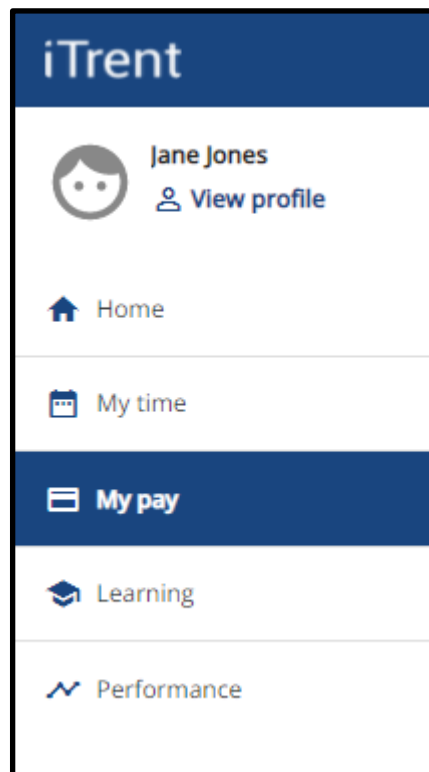 iTrent
Jane Jones
View profile
Home
My time
My pay
Learning
Performance